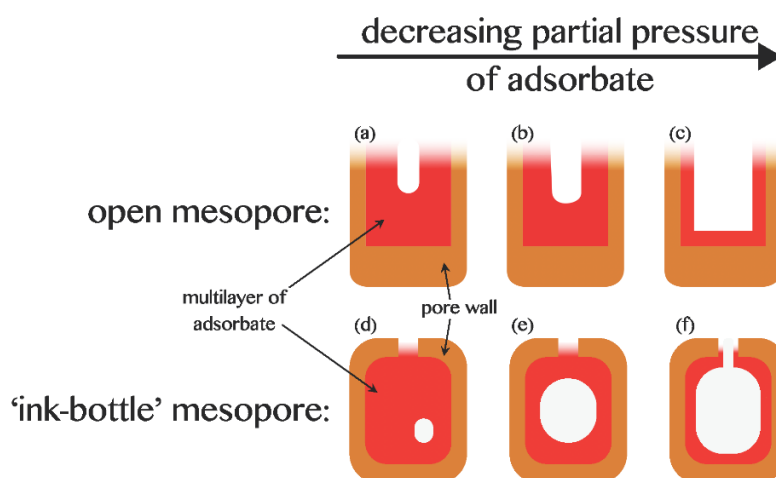 decreasing partial pressure
of adsorbate
(a)
(b)
(c)
open mesopore:
multilayer of
adsorbate
pore wall
(d)
(e)
(f)
‘ink-bottle’ mesopore: